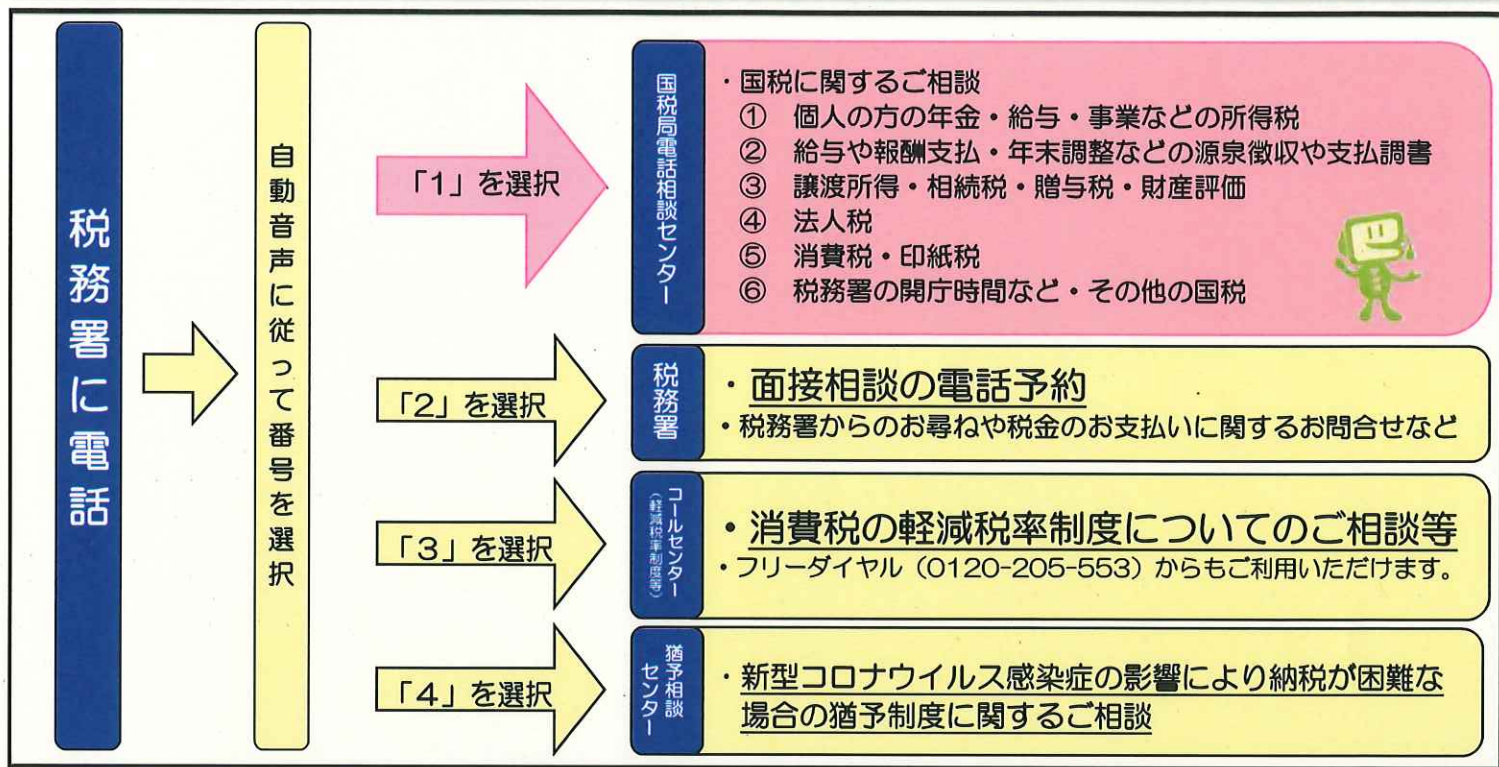 税務署に電話
自動音声に従って番号を選択
「1」を選択
国税局電話相談センター
・国税に関するご相談
① 個人の方の年金・給与・事業などの所得税
② 給与や報酬支払・年末調整などの源泉徴収や支払調書
③ 譲渡所得・相続税・贈与税・財産評価
④ 法人税
⑤ 消費税・印紙税
⑥ 税務署の開庁時間など・その他の国税
「2」を選択
税務署
・面接相談の電話予約
・税務署からのお尋ねや税金のお支払いに関するお問合せなど
「3」を選択
コールセンター
(軽減税率制度等)
・消費税の軽減税率制度についてのご相談等
・フリーダイヤル（0120-205-553）からもご利用いただけます。
「4」を選択
猶予相談
センター
・新型コロナウイルス感染症の影響により納税が困難な
場合の猶予制度に関するご相談